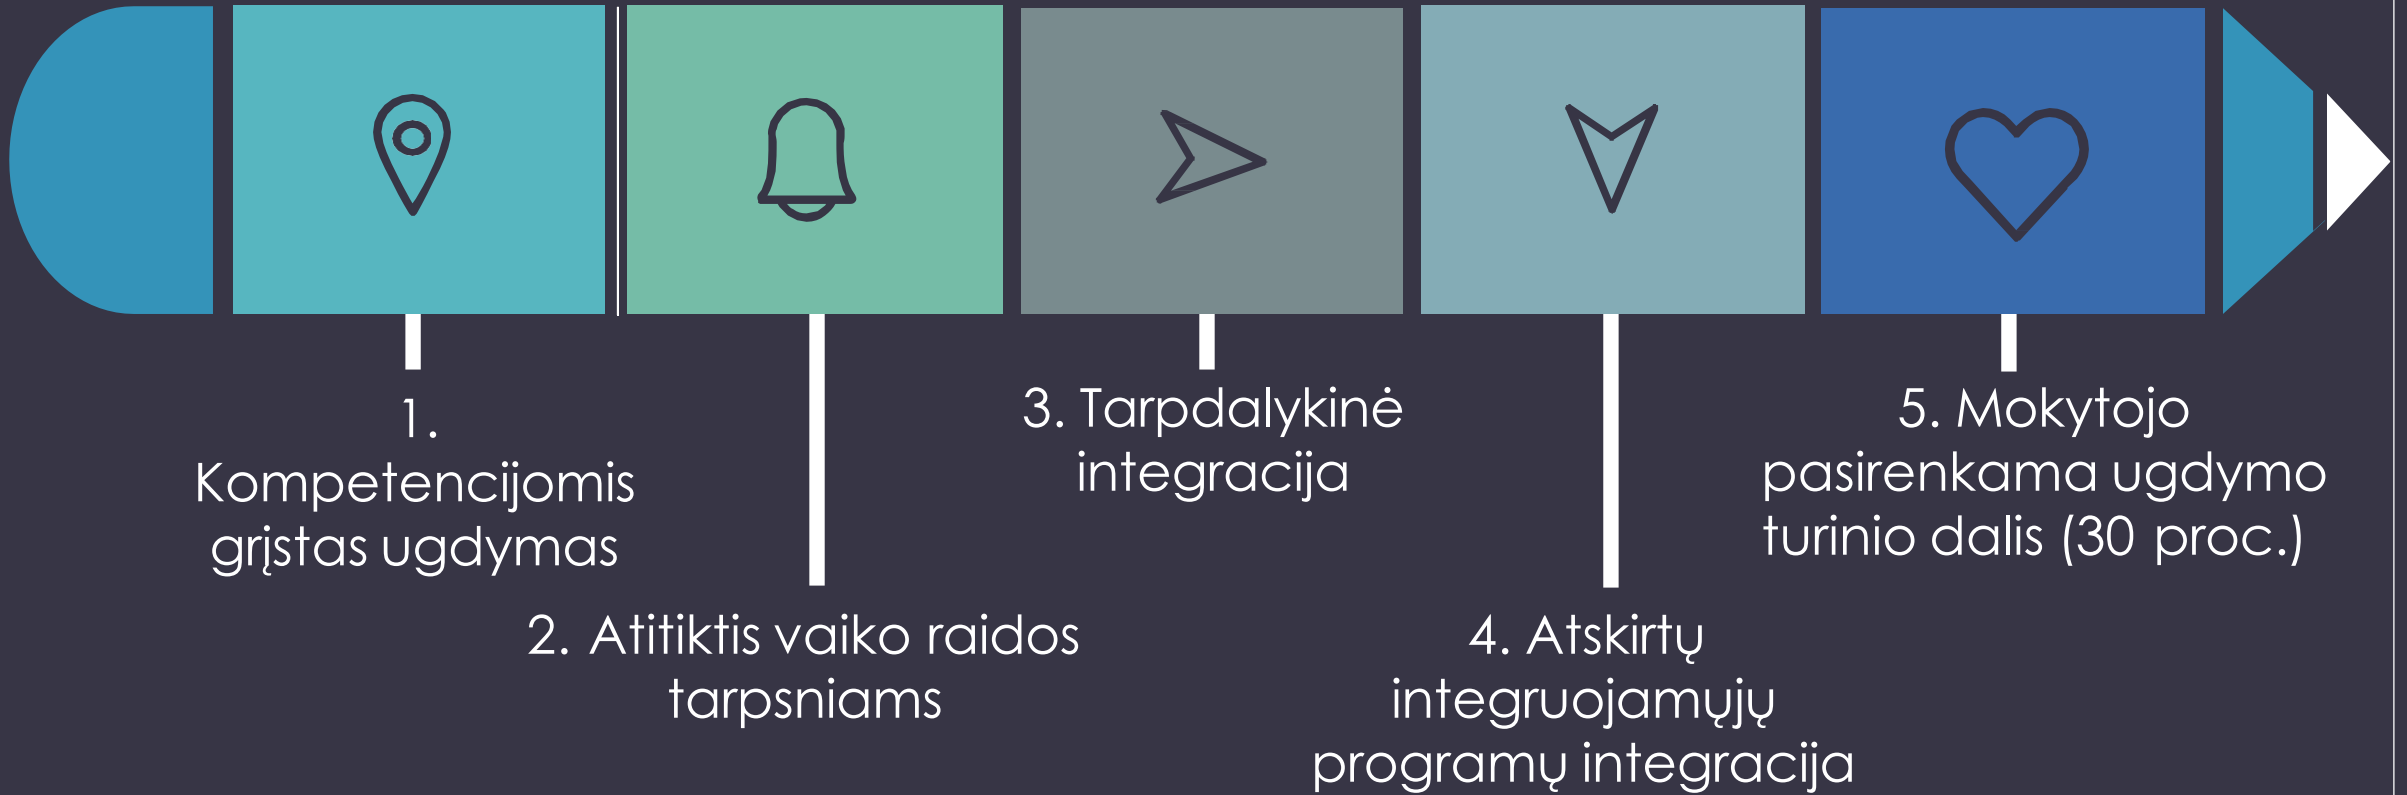 1.
Kompetencijomis
grįstas ugdymas
2. Atitiktis vaiko raidos
tarpsniams
3. Tarpdalykinė
integracija
4. Atskirtų
integruojamųjų
programų integracija
5. Mokytojo
pasirenkama ugdymo
turinio dalis (30 proc.)